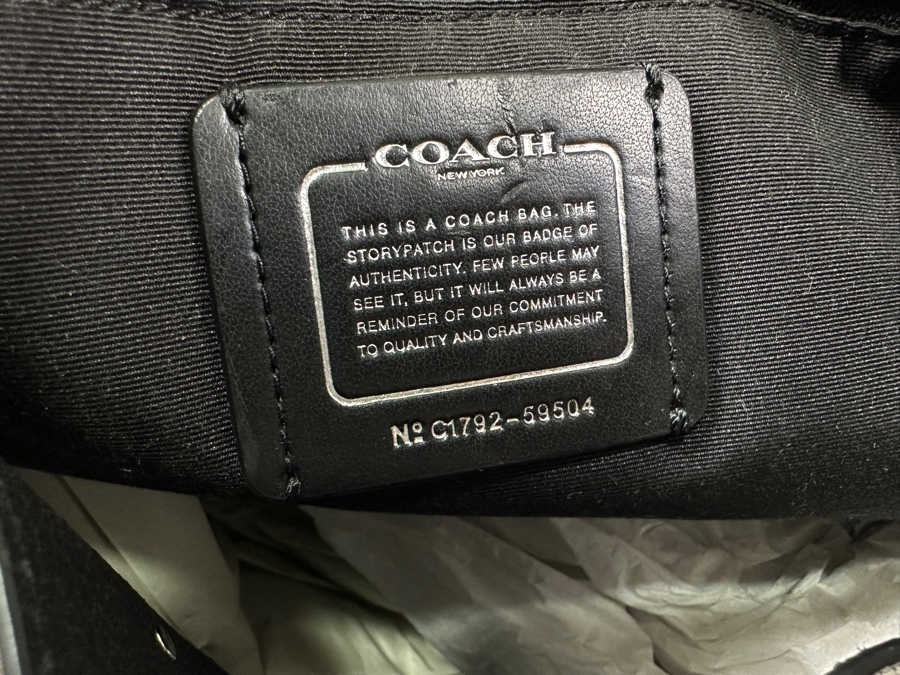 COACH
NEW YORK
THIS IS A COACH BAG. THE
STORYPATCH IS OUR BADGE OF
AUTHENTICITY. FEW PEOPLE MAY
SEE IT, BUT IT WILL ALWAYS BE A
REMINDER OF OUR COMMITMENT
TO QUALITY AND CRAFTSMANSHIP.
Nº C1792-59504